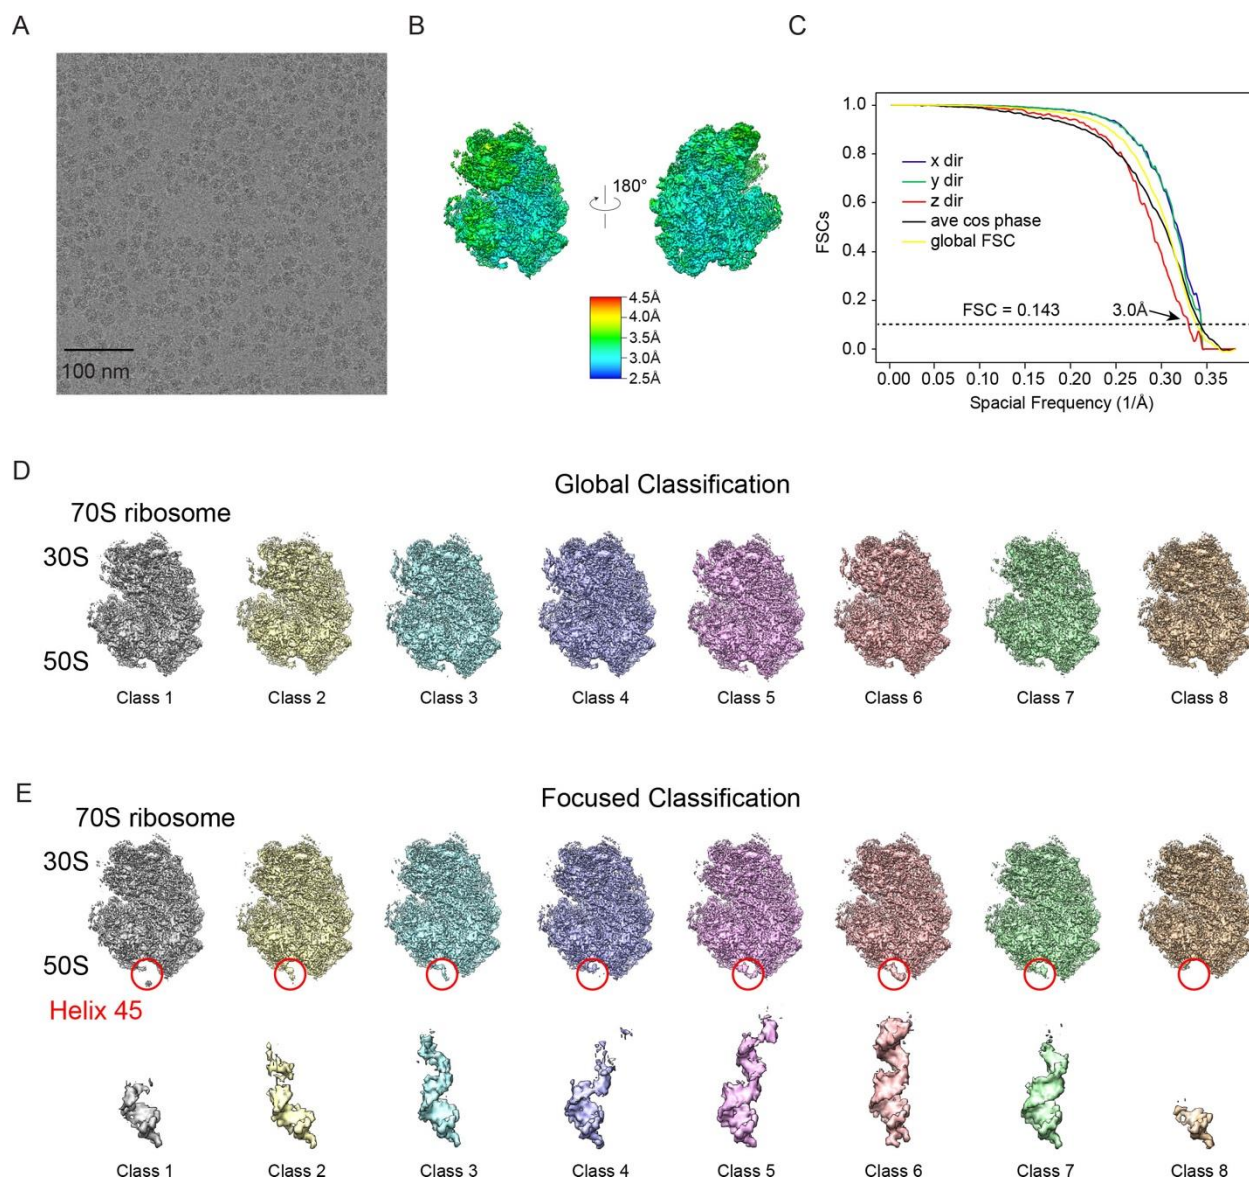 A
100 nm
B
180°
4.5Å
4.0Å
3.5Å
3.0Å
2.5Å
C
FSCs
1.0
0.8
0.6
0.4
0.2
0.0
x dir
y dir
z dir
ave cos phase
global FSC
FSC = 0.143
3.0Å
0.00 0.05 0.10 0.15 0.20 0.25 0.30 0.35
Spacial Frequency (1/Å)
D
Global Classification
70S ribosome
30S
50S
Class 1 Class 2 Class 3 Class 4 Class 5 Class 6 Class 7 Class 8
E
Focused Classification
70S ribosome
30S
50S
Helix 45
Class 1 Class 2 Class 3 Class 4 Class 5 Class 6 Class 7 Class 8